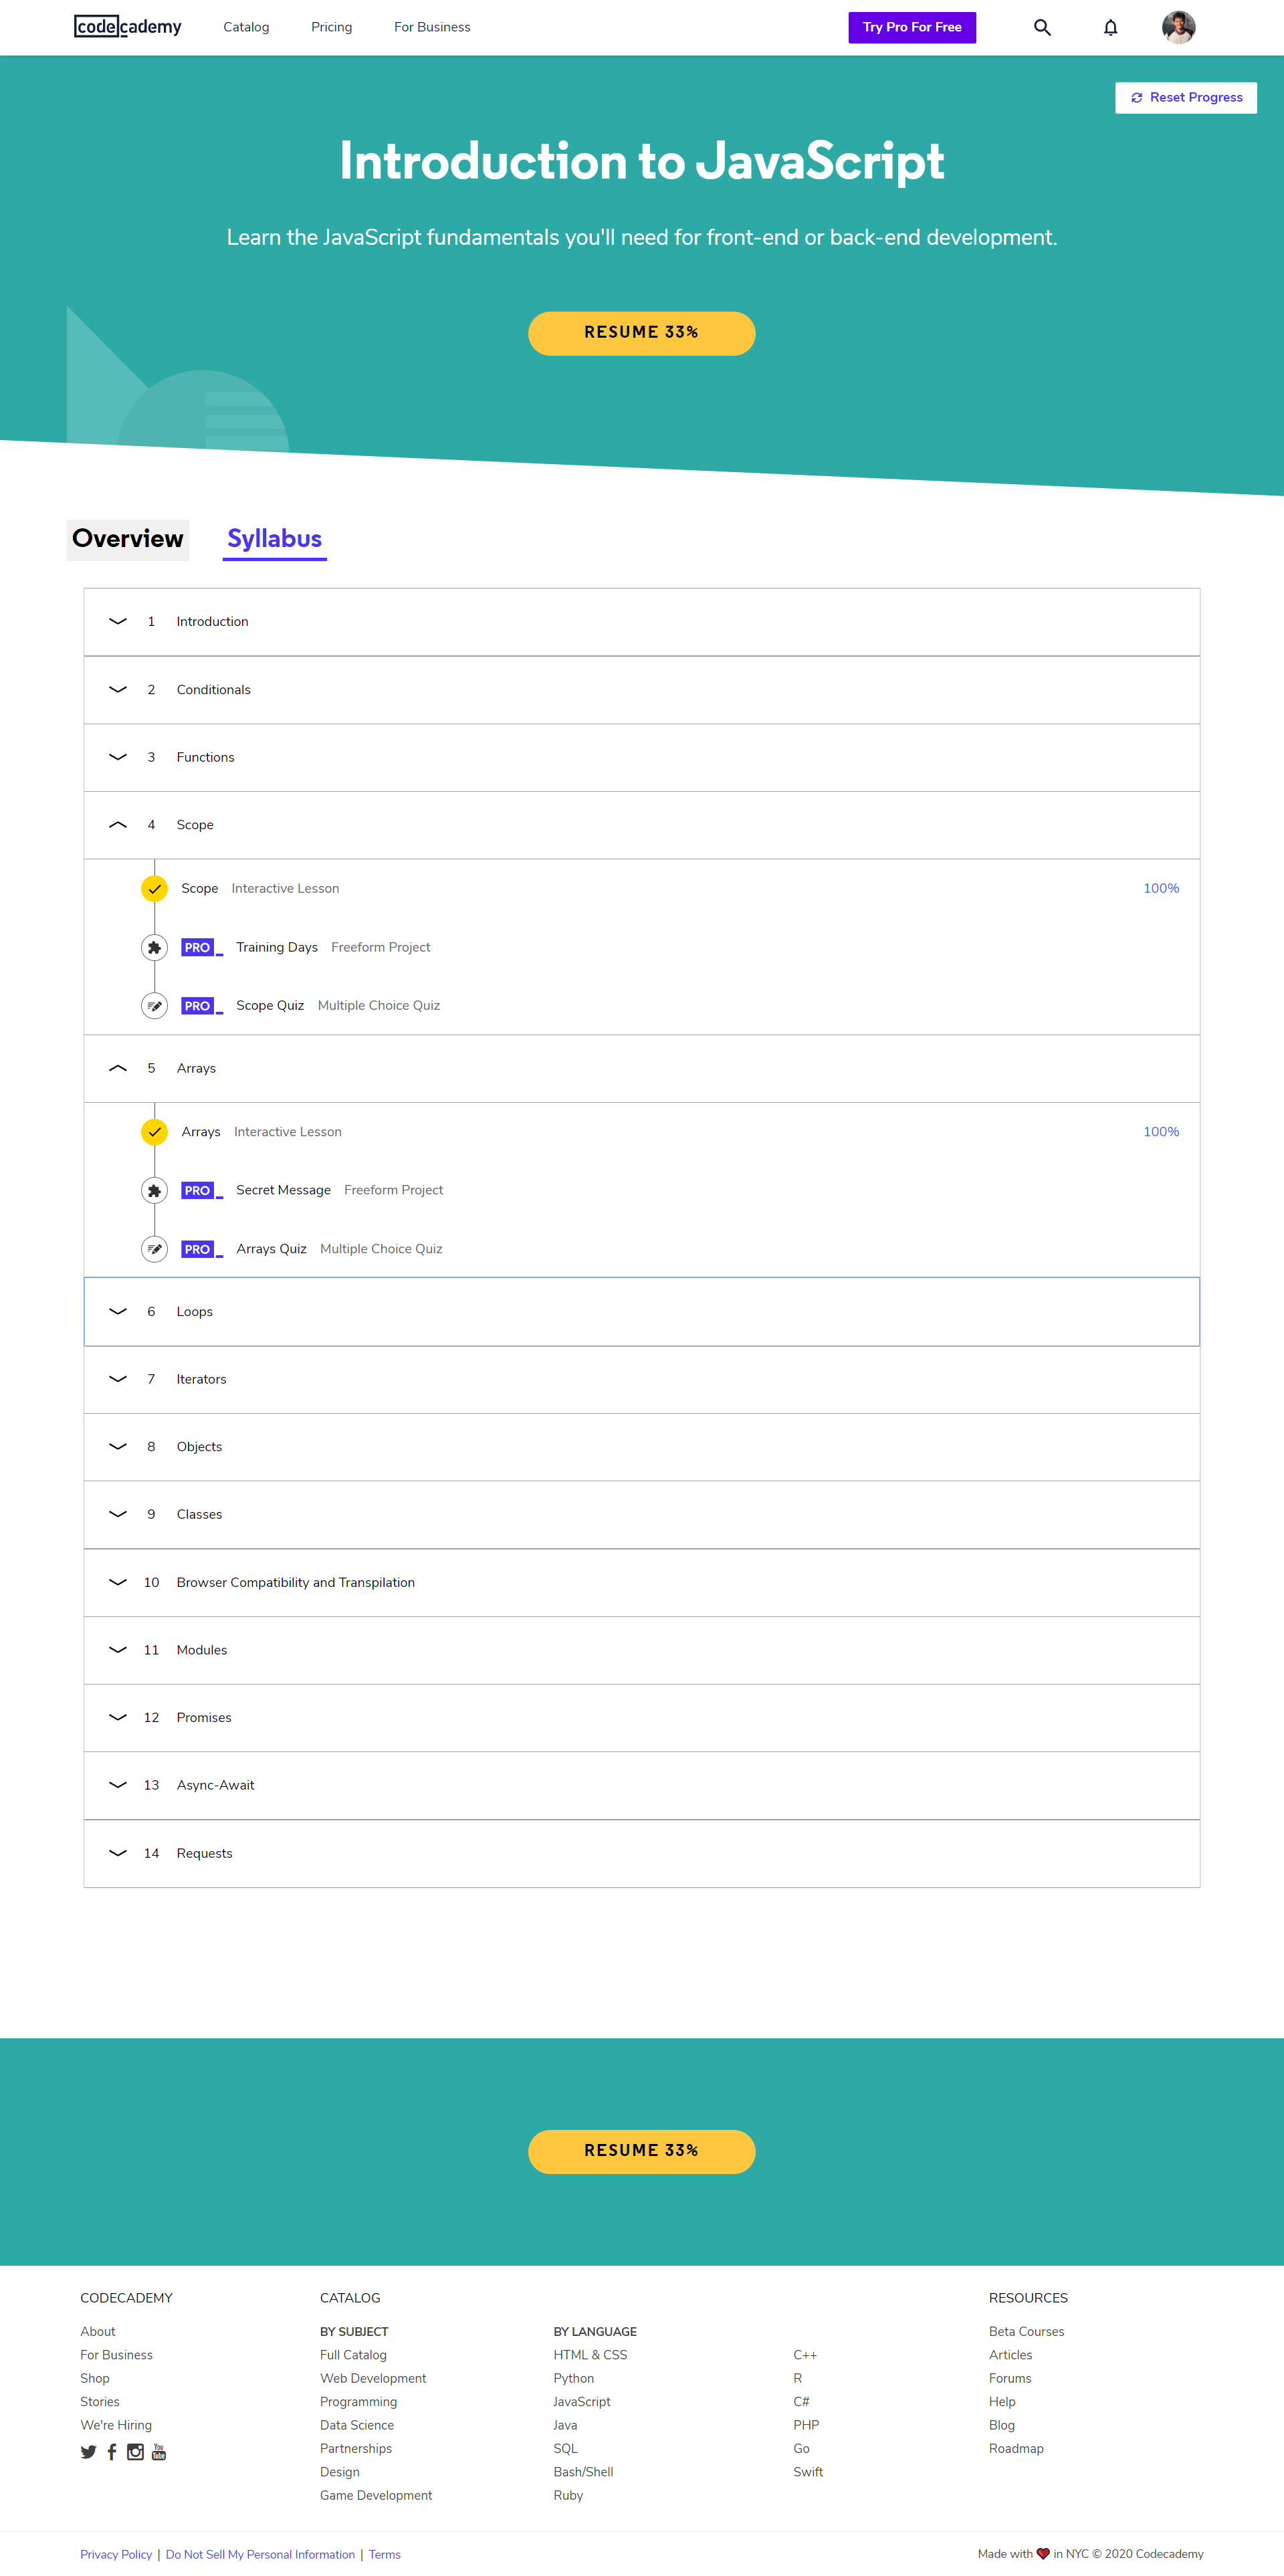 codecademy Catalog Pricing For Business Try Pro For Free
Reset Progress
Introduction to JavaScript
Learn the JavaScript fundamentals you'll need for front-end or back-end development.
RESUME 33%
Overview Syllabus
1 Introduction
2 Conditionals
3 Functions
4 Scope
Scope Interactive Lesson 100%
PRO Training Days Freeform Project
PRO Scope Quiz Multiple Choice Quiz
5 Arrays
Arrays Interactive Lesson 100%
PRO Secret Message Freeform Project
PRO Arrays Quiz Multiple Choice Quiz
6 Loops
7 Iterators
8 Objects
9 Classes
10 Browser Compatibility and Transpilation
11 Modules
12 Promises
13 Async-Await
14 Requests
RESUME 33%
CODECADEMY
About
For Business
Shop
Stories
We're Hiring
You Tube
CATALOG
BY SUBJECT
Full Catalog
Web Development
Programming
Data Science
Partnerships
Design
Game Development
BY LANGUAGE
HTML & CSS
Python
JavaScript
Java
SQL
Bash/Shell
Ruby
C++
R
C#
PHP
Go
Swift
RESOURCES
Beta Courses
Articles
Forums
Help
Blog
Roadmap
Privacy Policy | Do Not Sell My Personal Information | Terms
Made with ❤ in NYC © 2020 Codecademy